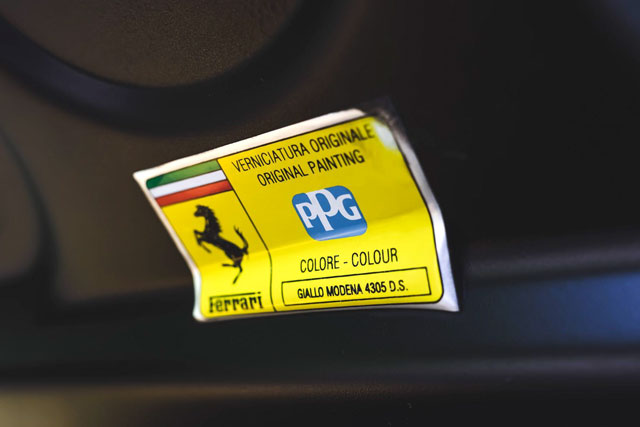 VERNICIATURA ORIGINALE
ORIGINAL PAINTING
PPG
COLORE - COLOUR
GIALLO MODENA 4305 D.S.
Ferrari